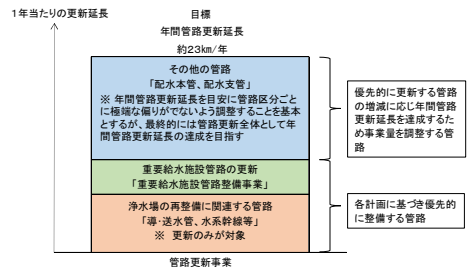 １年当たりの更新延長
目標
年間管路更新延長
約23km/年
その他の管路
「配水本管、配水支管」
※ 年間管路更新延長を目安に管路区分ごと
に極端な偏りがでないよう調整することを基本
とするが、最終的には管路更新全体として年
間管路更新延長の達成を目指す
優先的に更新する管路
の増減に応じ年間管路
更新延長を達成するた
め事業量を調整する管
路
重要給水施設管路の更新
「重要給水施設管路整備事業」
浄水場の再整備に関連する管路
「導・送水管、水系幹線等」
※ 更新のみが対象
各計画に基づき優先的
に整備する管路
管路更新事業